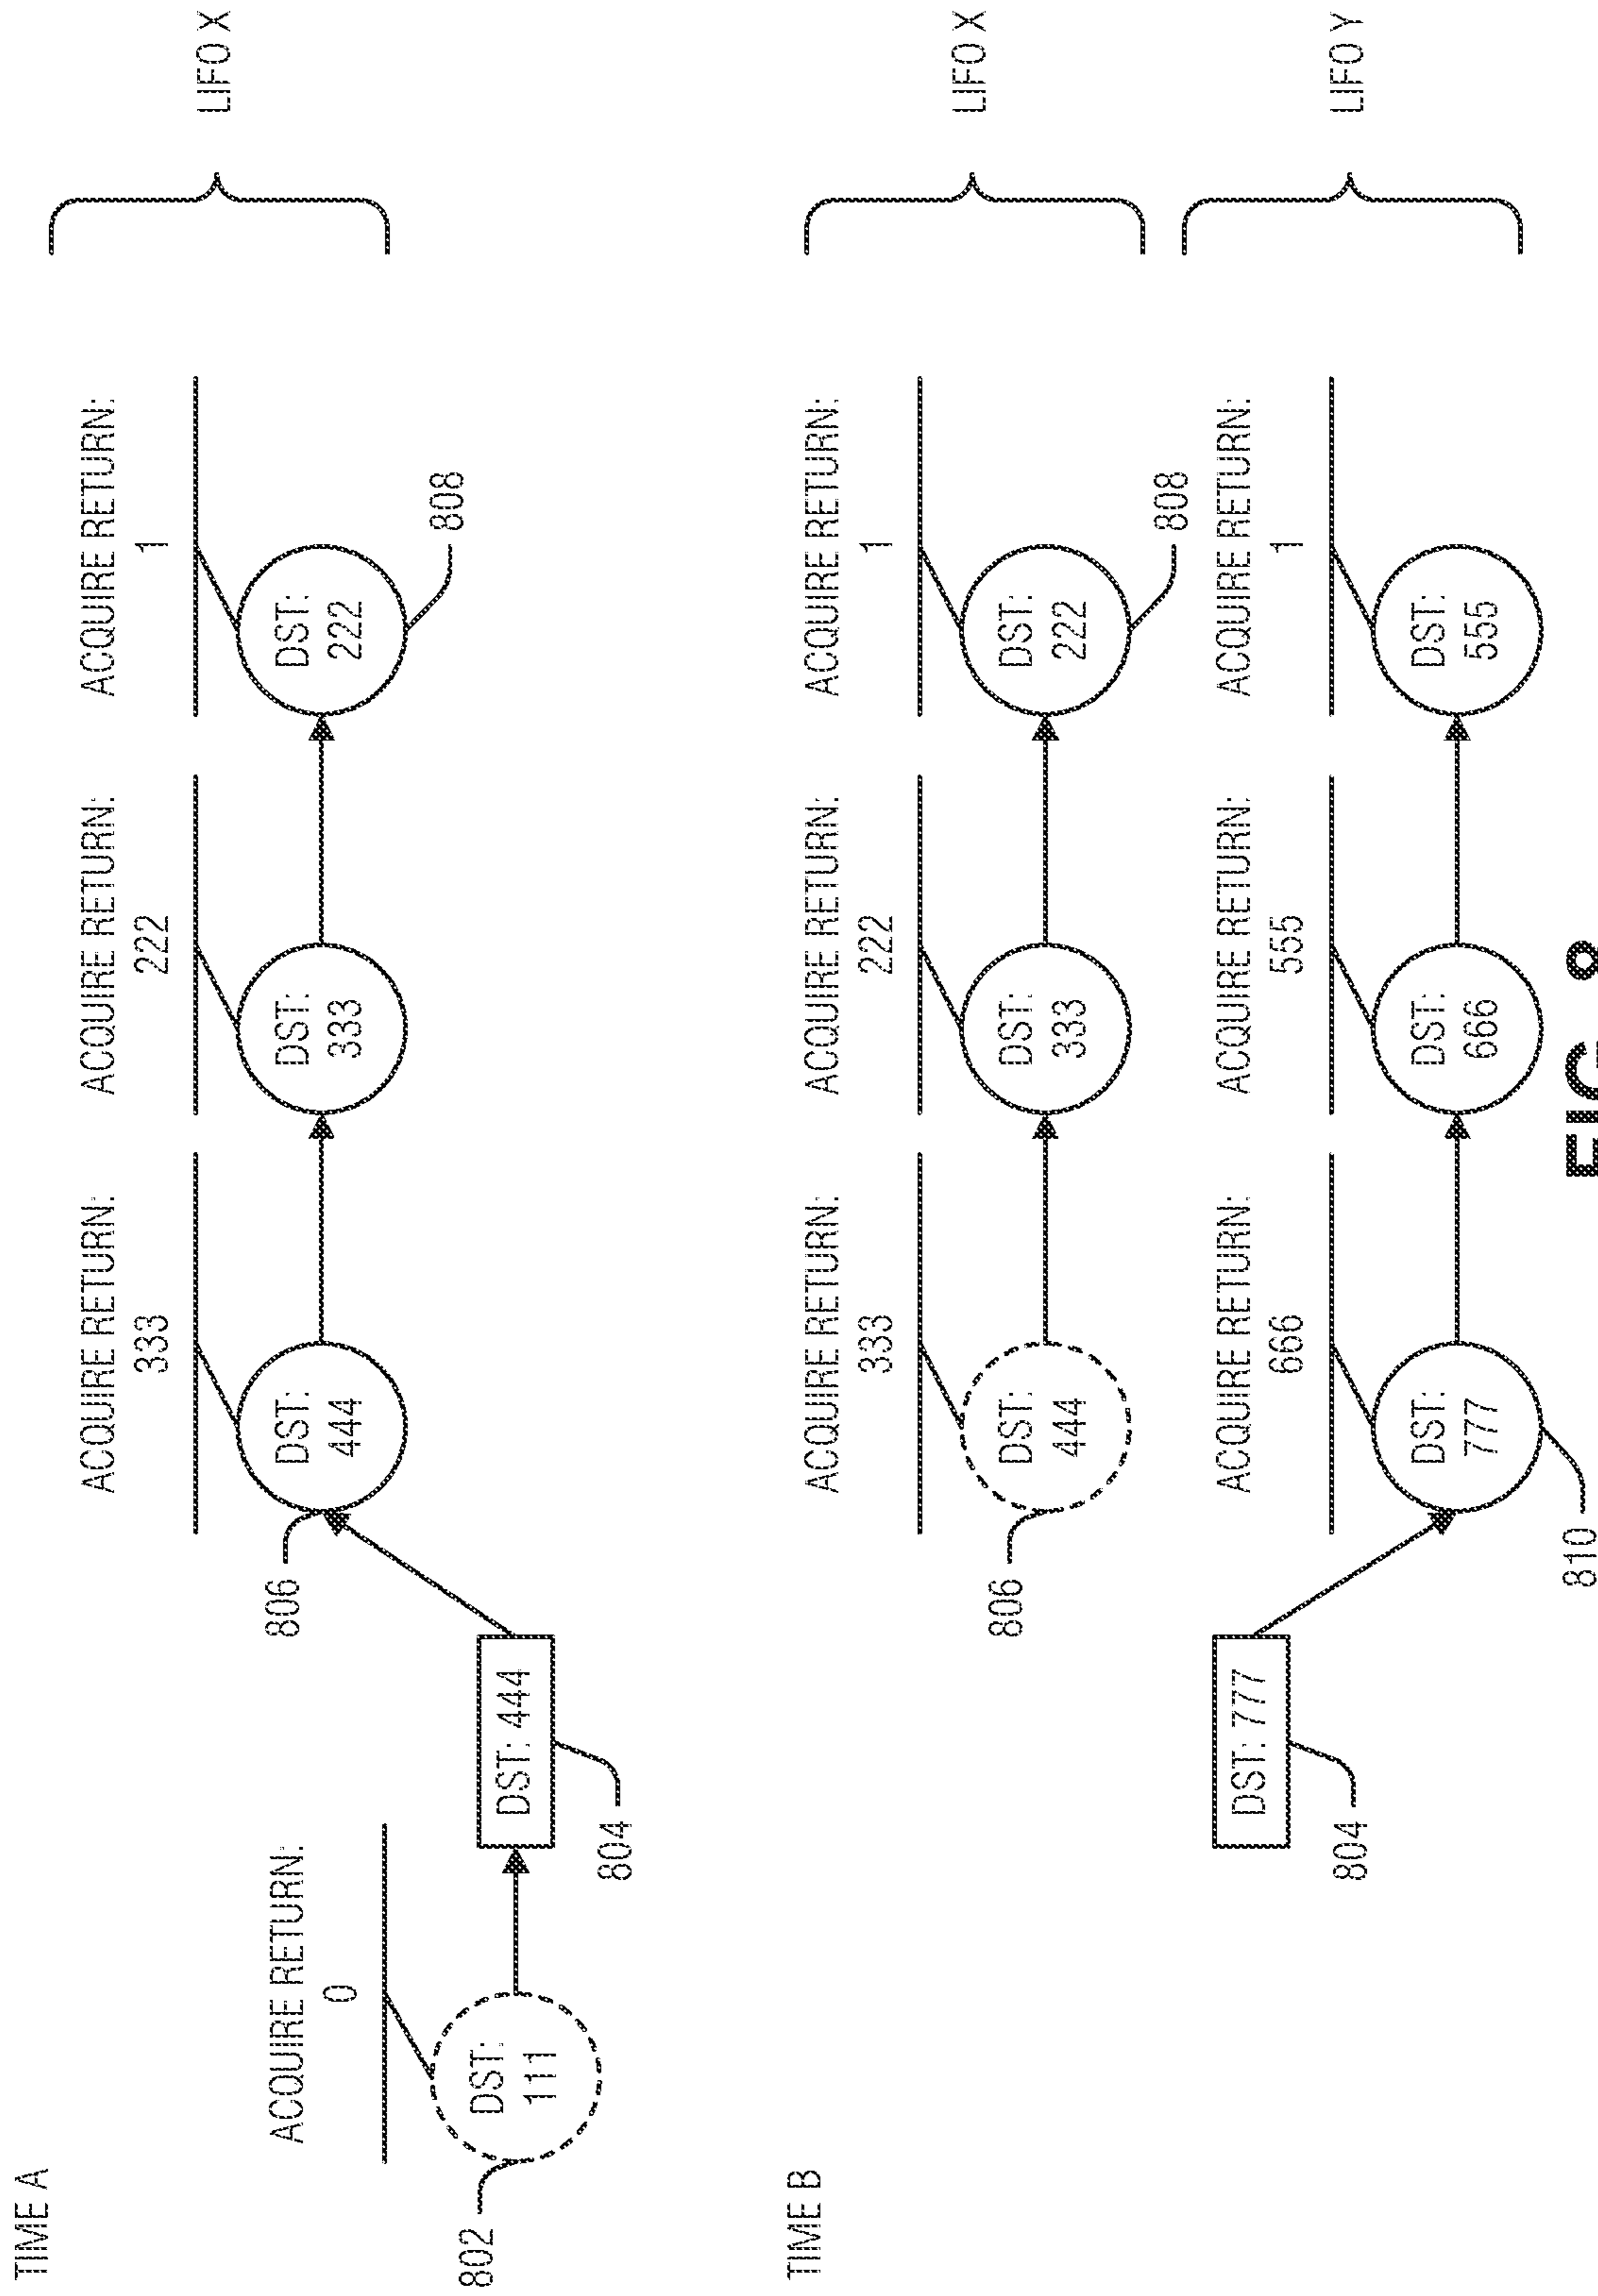 TIME A
ACQUIRE RETURN:
0
DST:
111
802
DST: 444
804
806
ACQUIRE RETURN:
333
DST:
444
ACQUIRE RETURN:
222
DST:
333
ACQUIRE RETURN:
1
DST:
222
808
LIFO X
TIME B
806
ACQUIRE RETURN:
333
DST:
444
ACQUIRE RETURN:
222
DST:
333
ACQUIRE RETURN:
1
DST:
222
808
LIFO X
DST: 777
804
ACQUIRE RETURN:
666
DST:
777
810
ACQUIRE RETURN:
555
DST:
666
ACQUIRE RETURN:
1
DST:
555
LIFO Y
FIG. 8